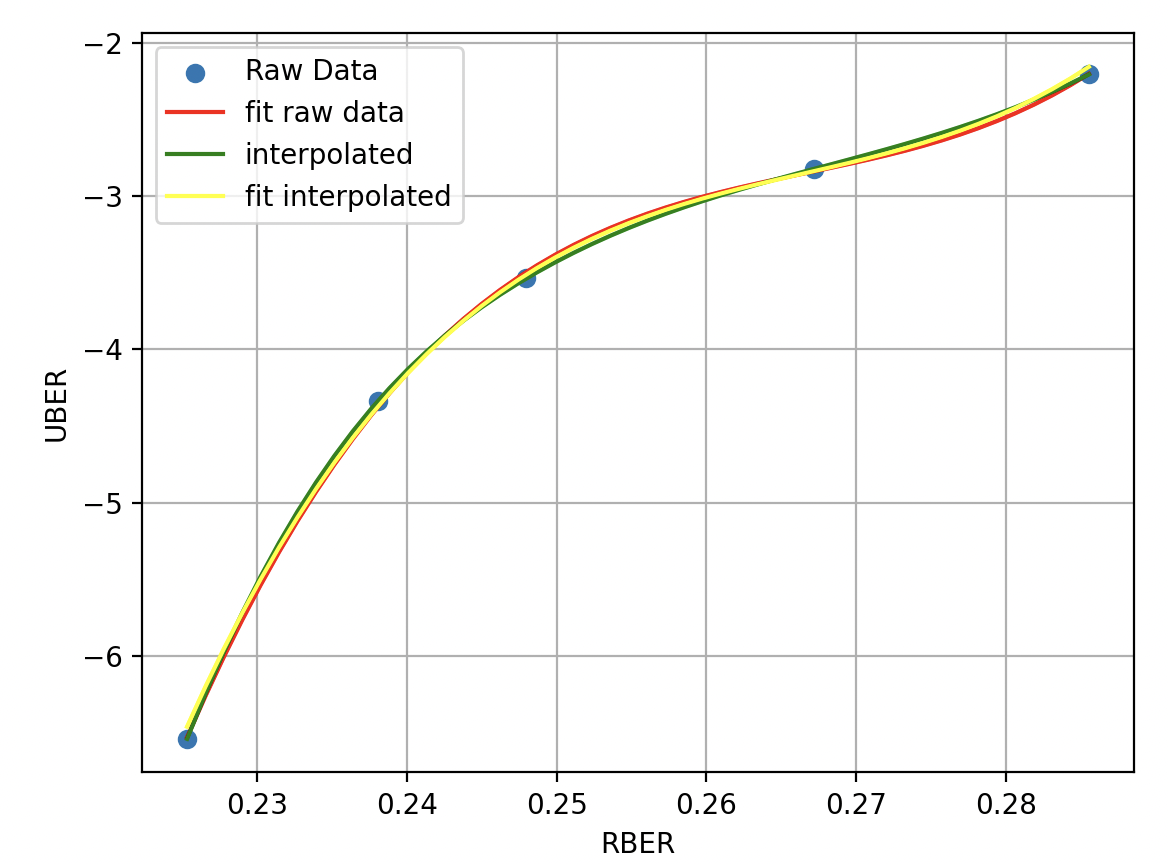 −2
−3
−4
−5
−6
UBER
Raw Data
fit raw data
interpolated
fit interpolated
0.23 0.24 0.25 0.26 0.27 0.28
RBER